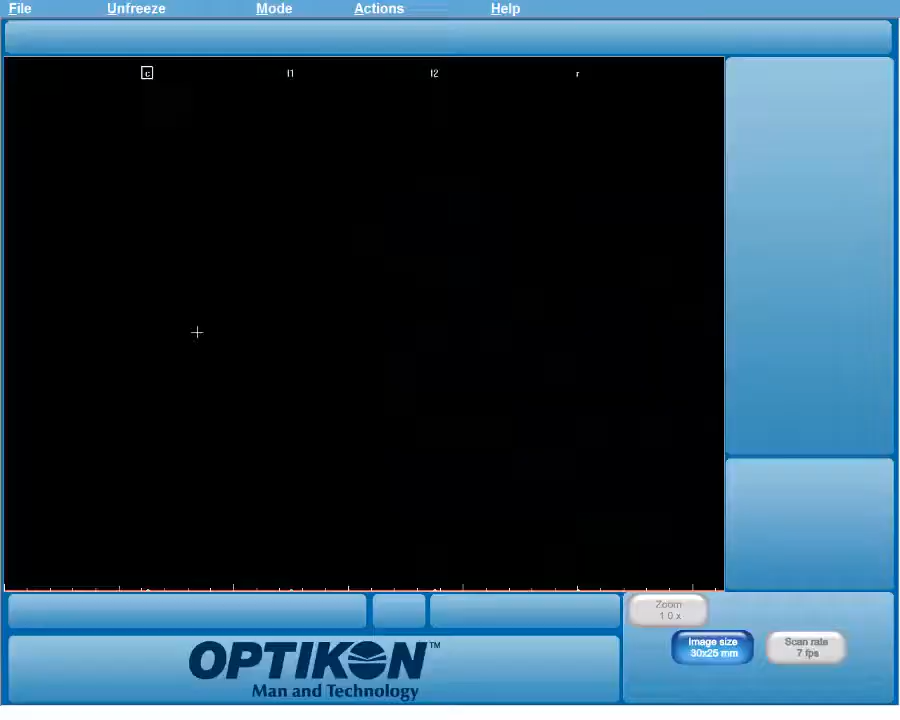 File Unfreeze Mode Actions Help
c l1 l2 r
Zoom
1 0 x
Image size
30x25 mm
Scan rate
7 fps
OPTIKON™
Man and Technology